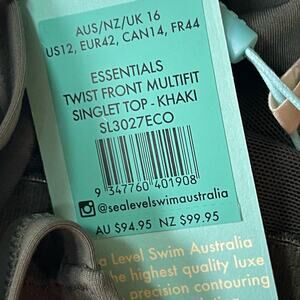 AUS/NZ/UK 16
US12, EUR42, CAN14, FR44
ESSENTIALS
TWIST FRONT MULTIFIT
SINGLET TOP - KHAKI
SL3027ECO
9 347760 401908
@sealevelswimaustralia
AU $94.95 NZ $99.95
a Level Swim Australia
he highest quality luxe
precision contouring